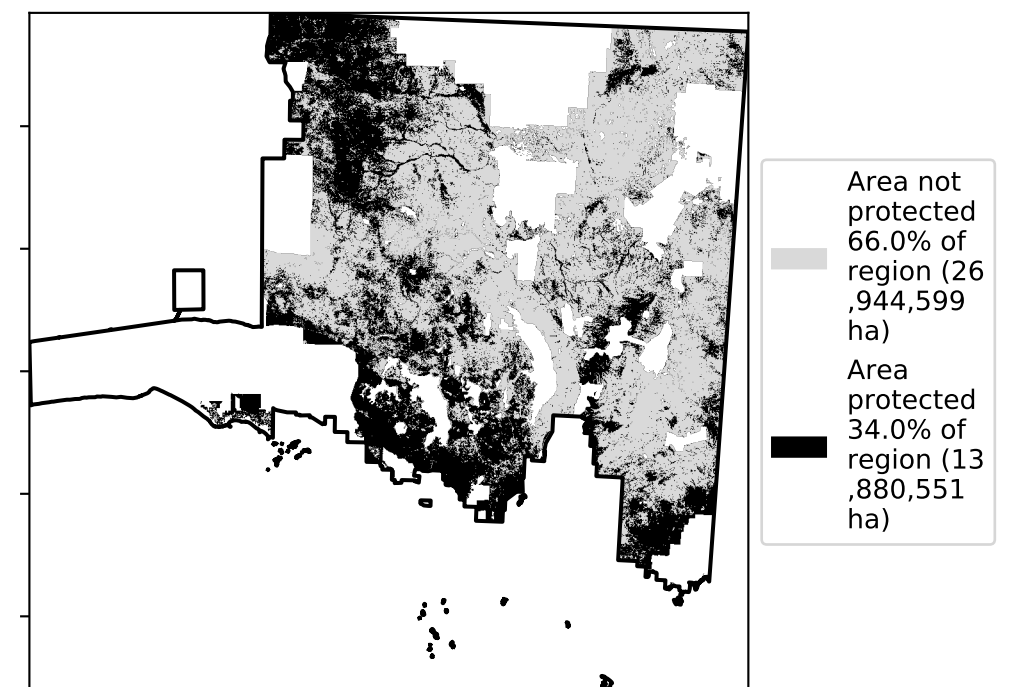 Area not
protected
66.0% of
region (26
,944,599
ha)
Area
protected
34.0% of
region (13
,880,551
ha)